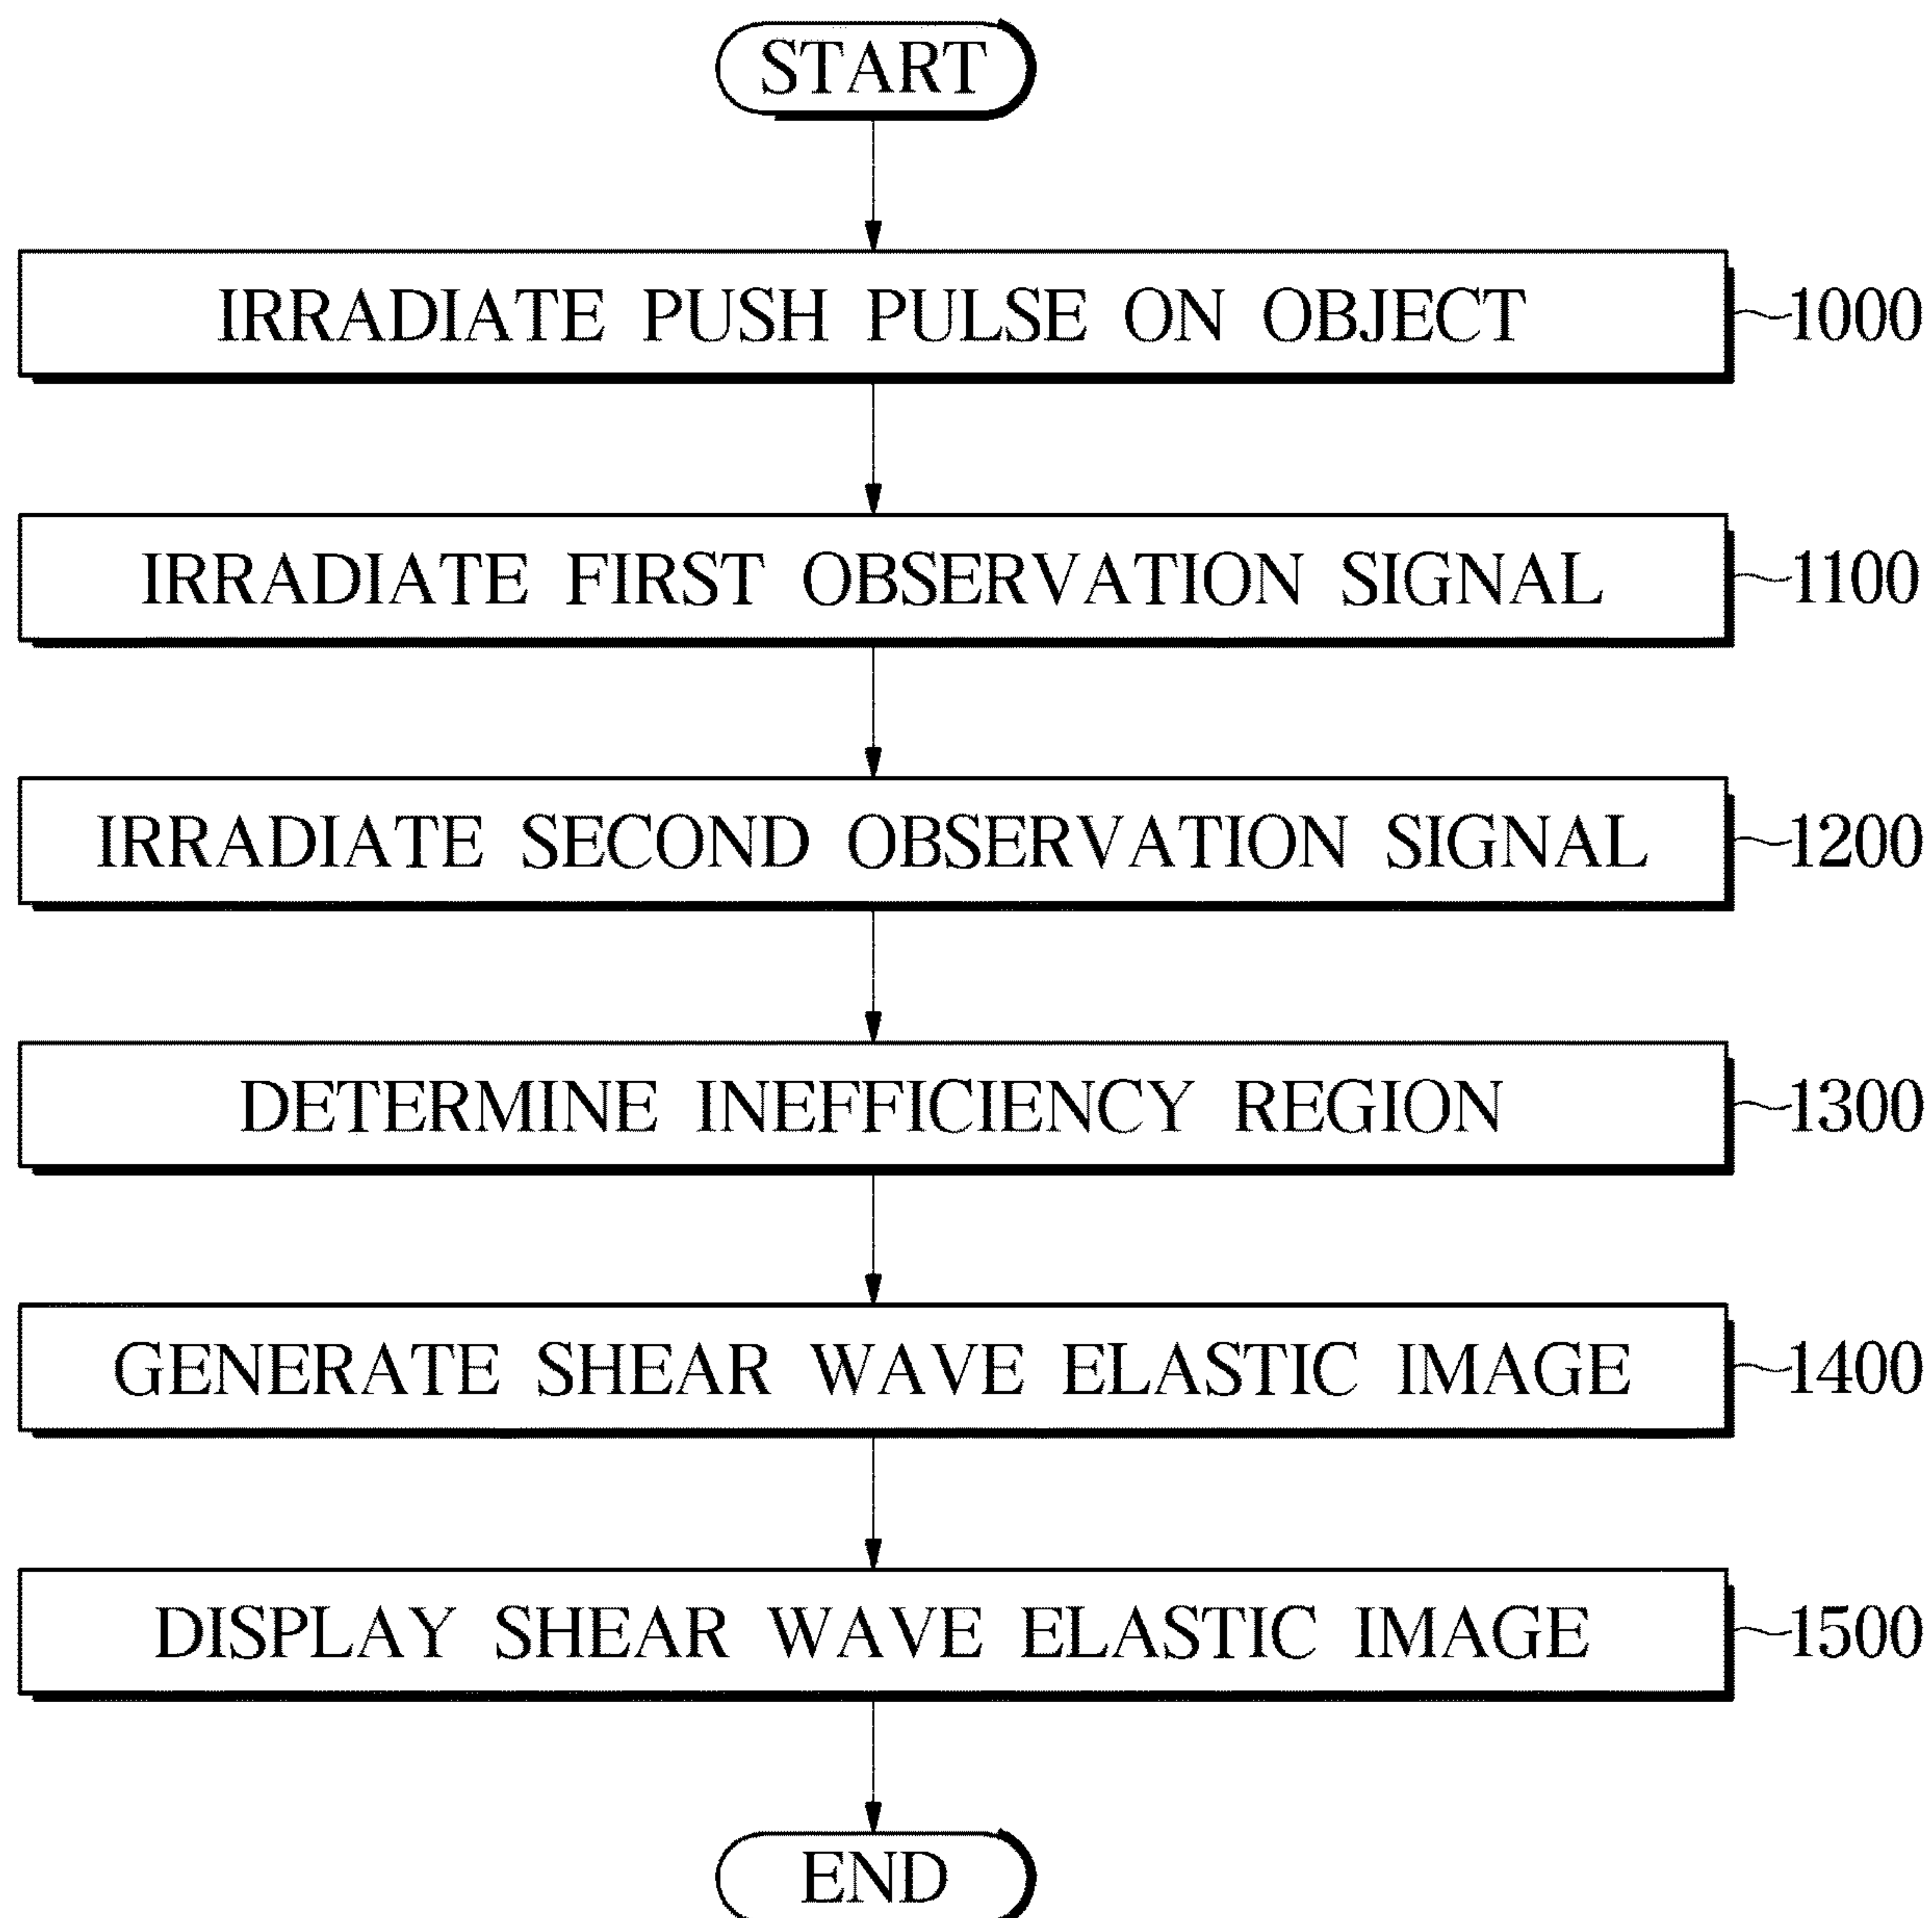 START
IRRADIATE PUSH PULSE ON OBJECT
1000
IRRADIATE FIRST OBSERVATION SIGNAL
1100
IRRADIATE SECOND OBSERVATION SIGNAL
1200
DETERMINE INEFFICIENCY REGION
1300
GENERATE SHEAR WAVE ELASTIC IMAGE
1400
DISPLAY SHEAR WAVE ELASTIC IMAGE
1500
END